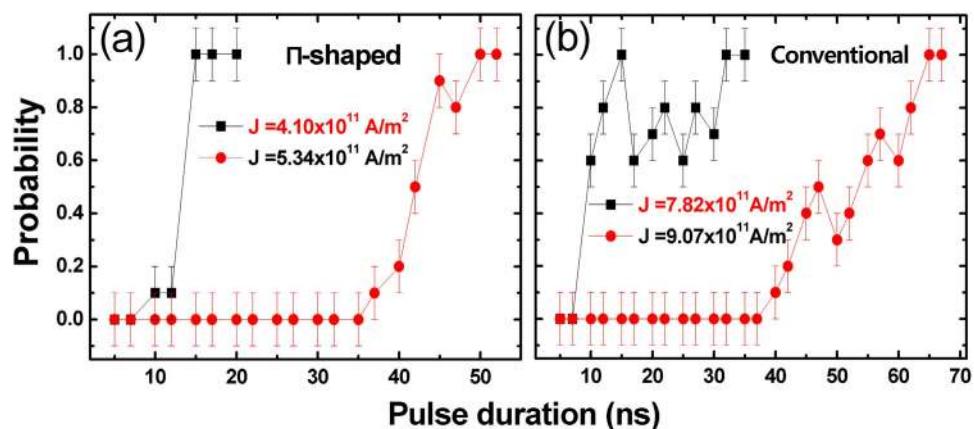 (a)
Π-shaped
J =4.10x10¹¹ A/m²
J =5.34x10¹¹ A/m²
(b)
Conventional
J =7.82x10¹¹A/m²
J =9.07x10¹¹A/m²
Probability
1.0
0.8
0.6
0.4
0.2
0.0
10 20 30 40 50
10 20 30 40 50 60 70
Pulse duration (ns)